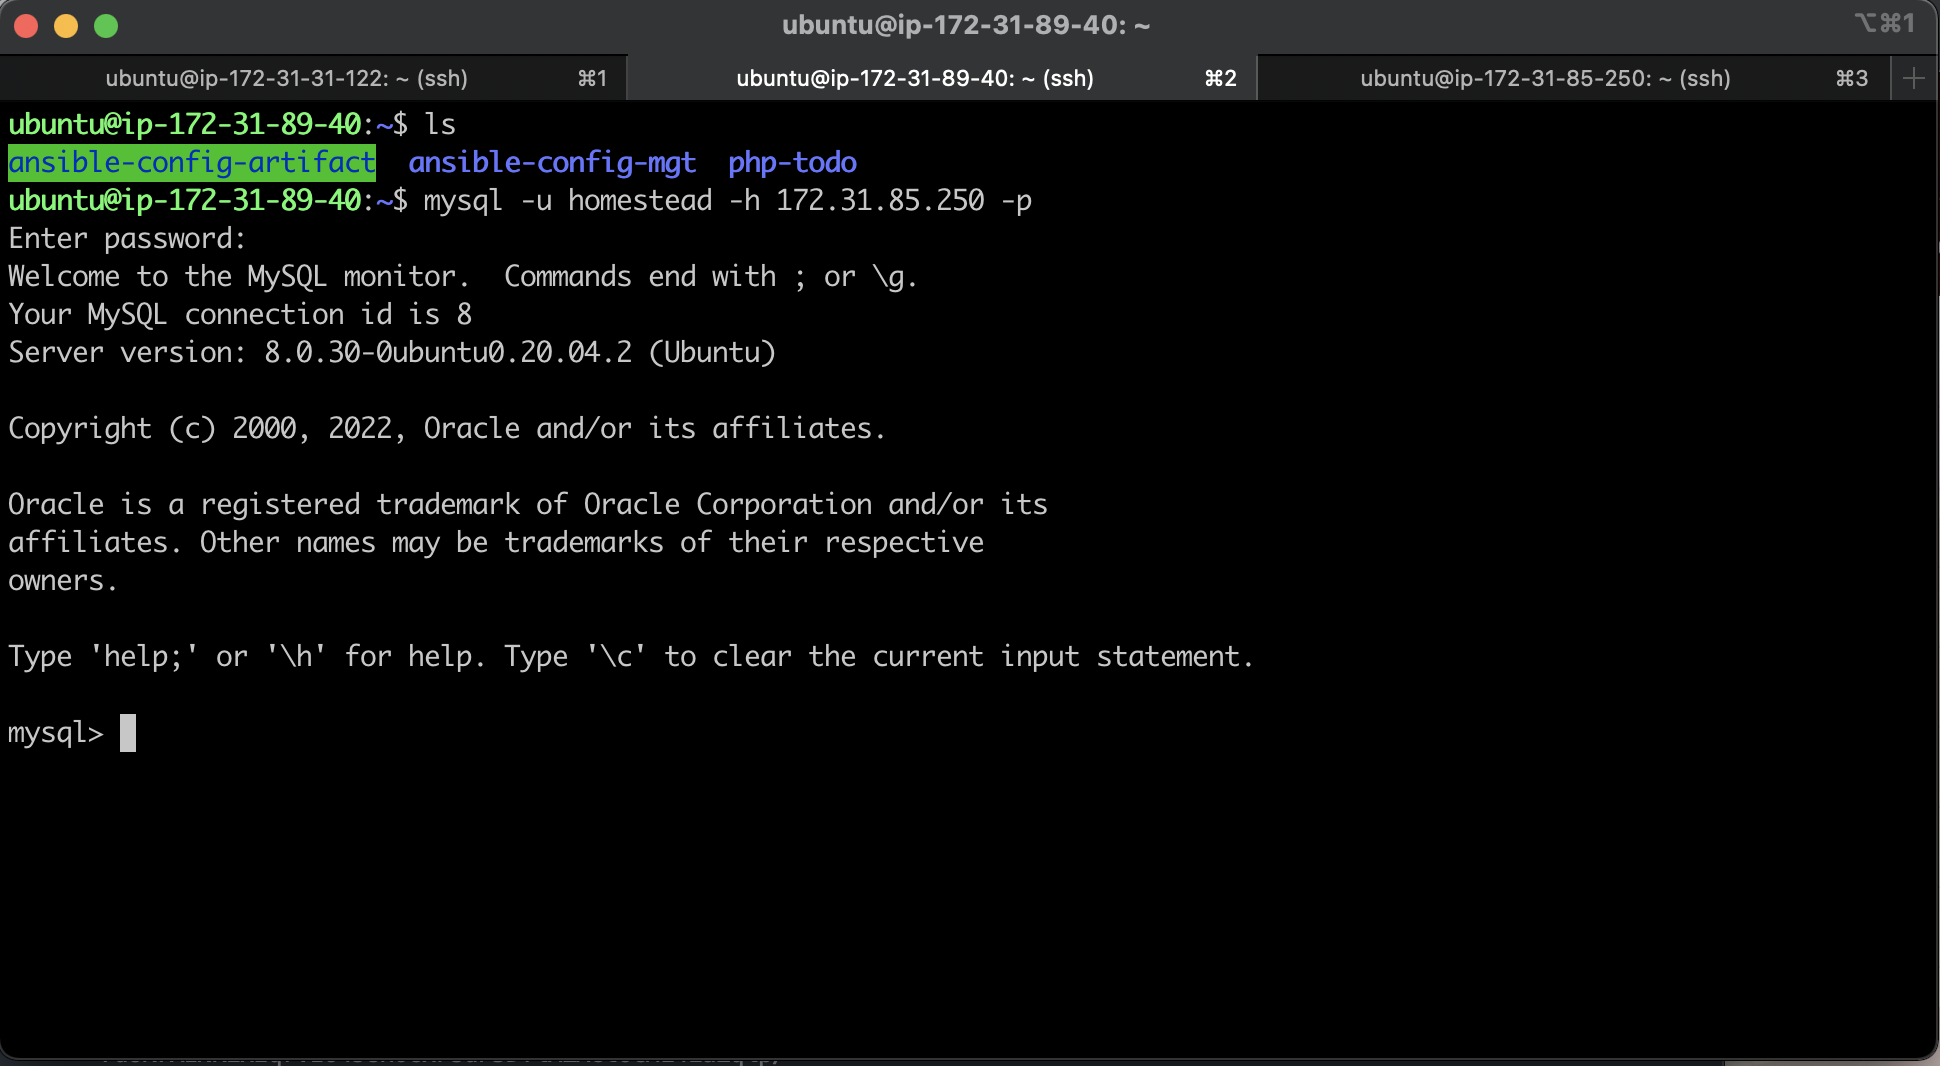 ubuntu@ip-172-31-89-40: ~
⌥⌘1
ubuntu@ip-172-31-31-122: ~ (ssh) ⌘1
ubuntu@ip-172-31-89-40: ~ (ssh) ⌘2
ubuntu@ip-172-31-85-250: ~ (ssh) ⌘3
ubuntu@ip-172-31-89-40:~$ ls
ansible-config-artifact  ansible-config-mgt  php-todo
ubuntu@ip-172-31-89-40:~$ mysql -u homestead -h 172.31.85.250 -p
Enter password:
Welcome to the MySQL monitor.  Commands end with ; or \g.
Your MySQL connection id is 8
Server version: 8.0.30-0ubuntu0.20.04.2 (Ubuntu)
Copyright (c) 2000, 2022, Oracle and/or its affiliates.
Oracle is a registered trademark of Oracle Corporation and/or its
affiliates. Other names may be trademarks of their respective
owners.
Type 'help;' or '\h' for help. Type '\c' to clear the current input statement.
mysql>